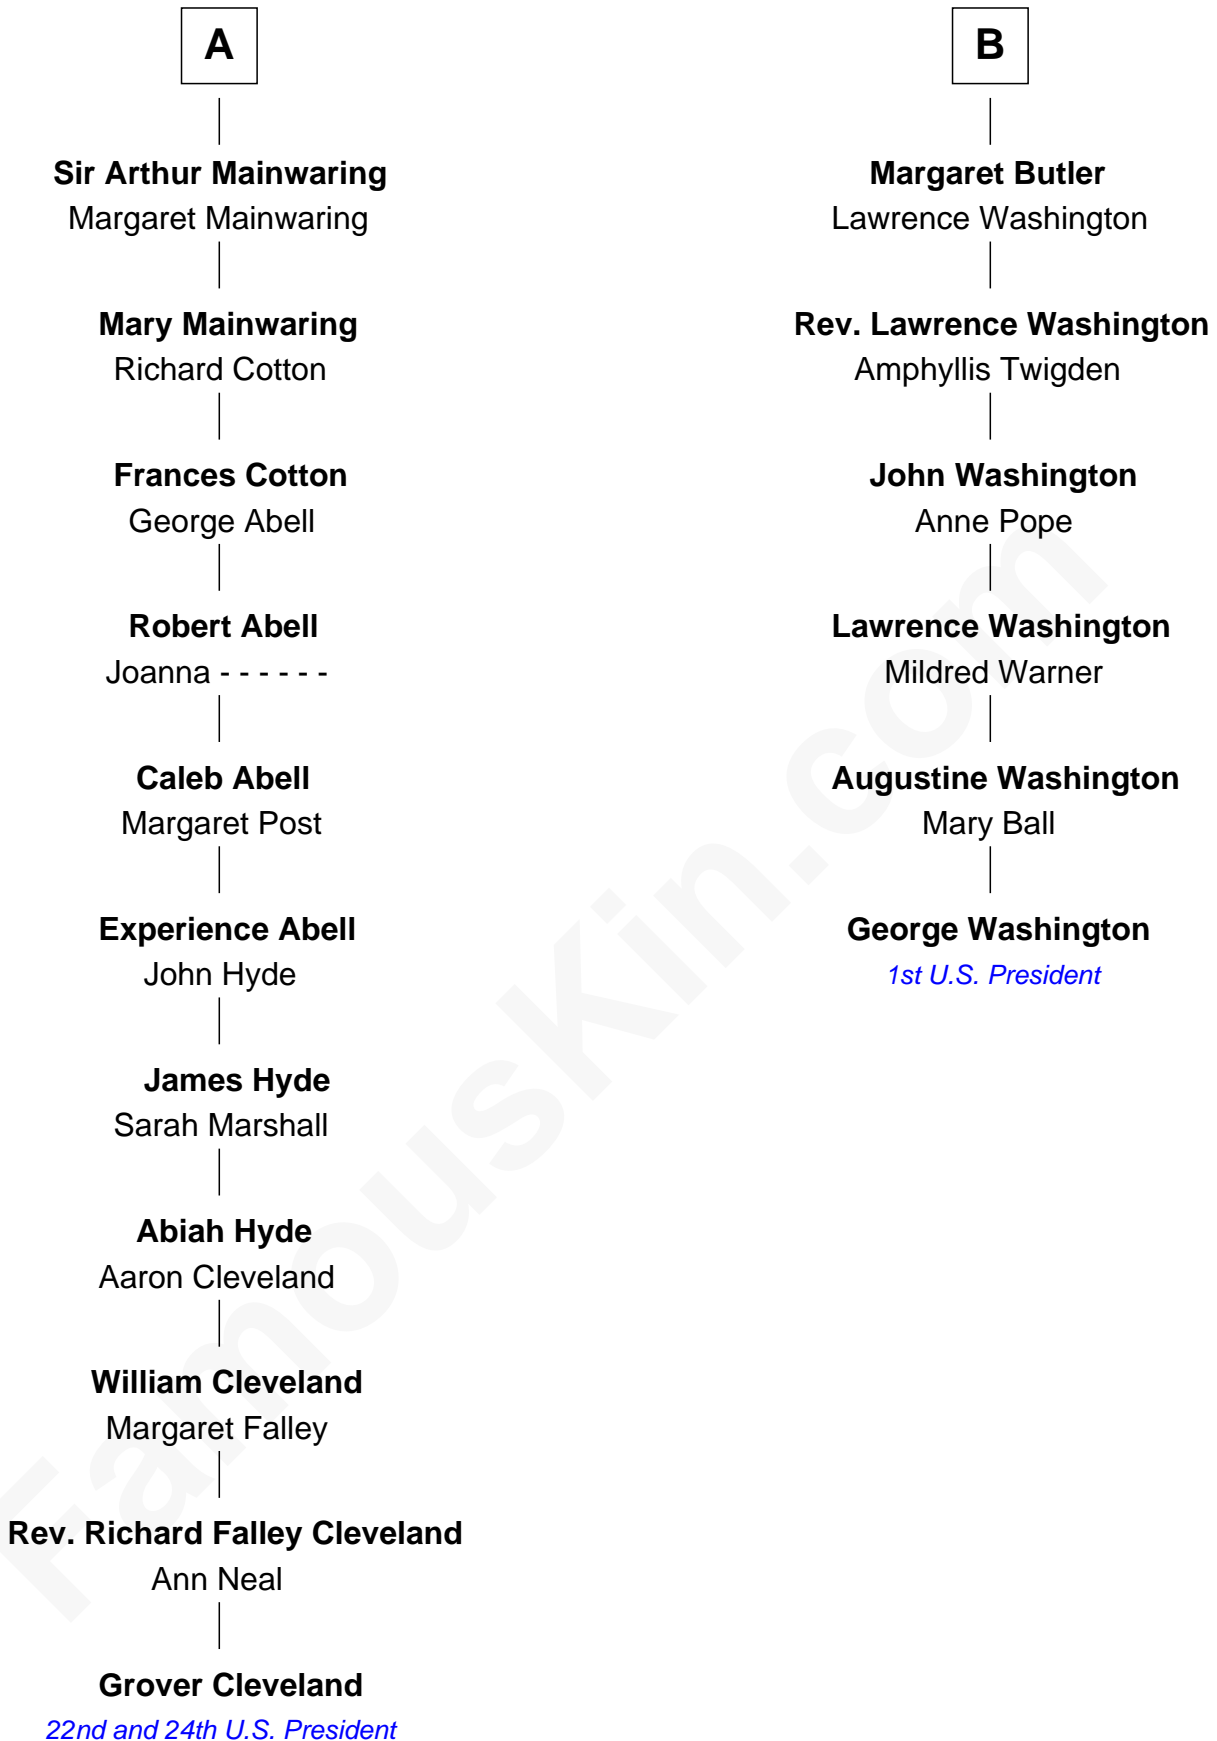 A
Sir Arthur Mainwaring
Margaret Mainwaring
Mary Mainwaring
Richard Cotton
Frances Cotton
George Abell
Robert Abell
Joanna - - - - - -
Caleb Abell
Margaret Post
Experience Abell
John Hyde
James Hyde
Sarah Marshall
Abiah Hyde
Aaron Cleveland
William Cleveland
Margaret Falley
Rev. Richard Falley Cleveland
Ann Neal
Grover Cleveland
22nd and 24th U.S. President
B
Margaret Butler
Lawrence Washington
Rev. Lawrence Washington
Amphyllis Twigden
John Washington
Anne Pope
Lawrence Washington
Mildred Warner
Augustine Washington
Mary Ball
George Washington
1st U.S. President
FamousKin.com